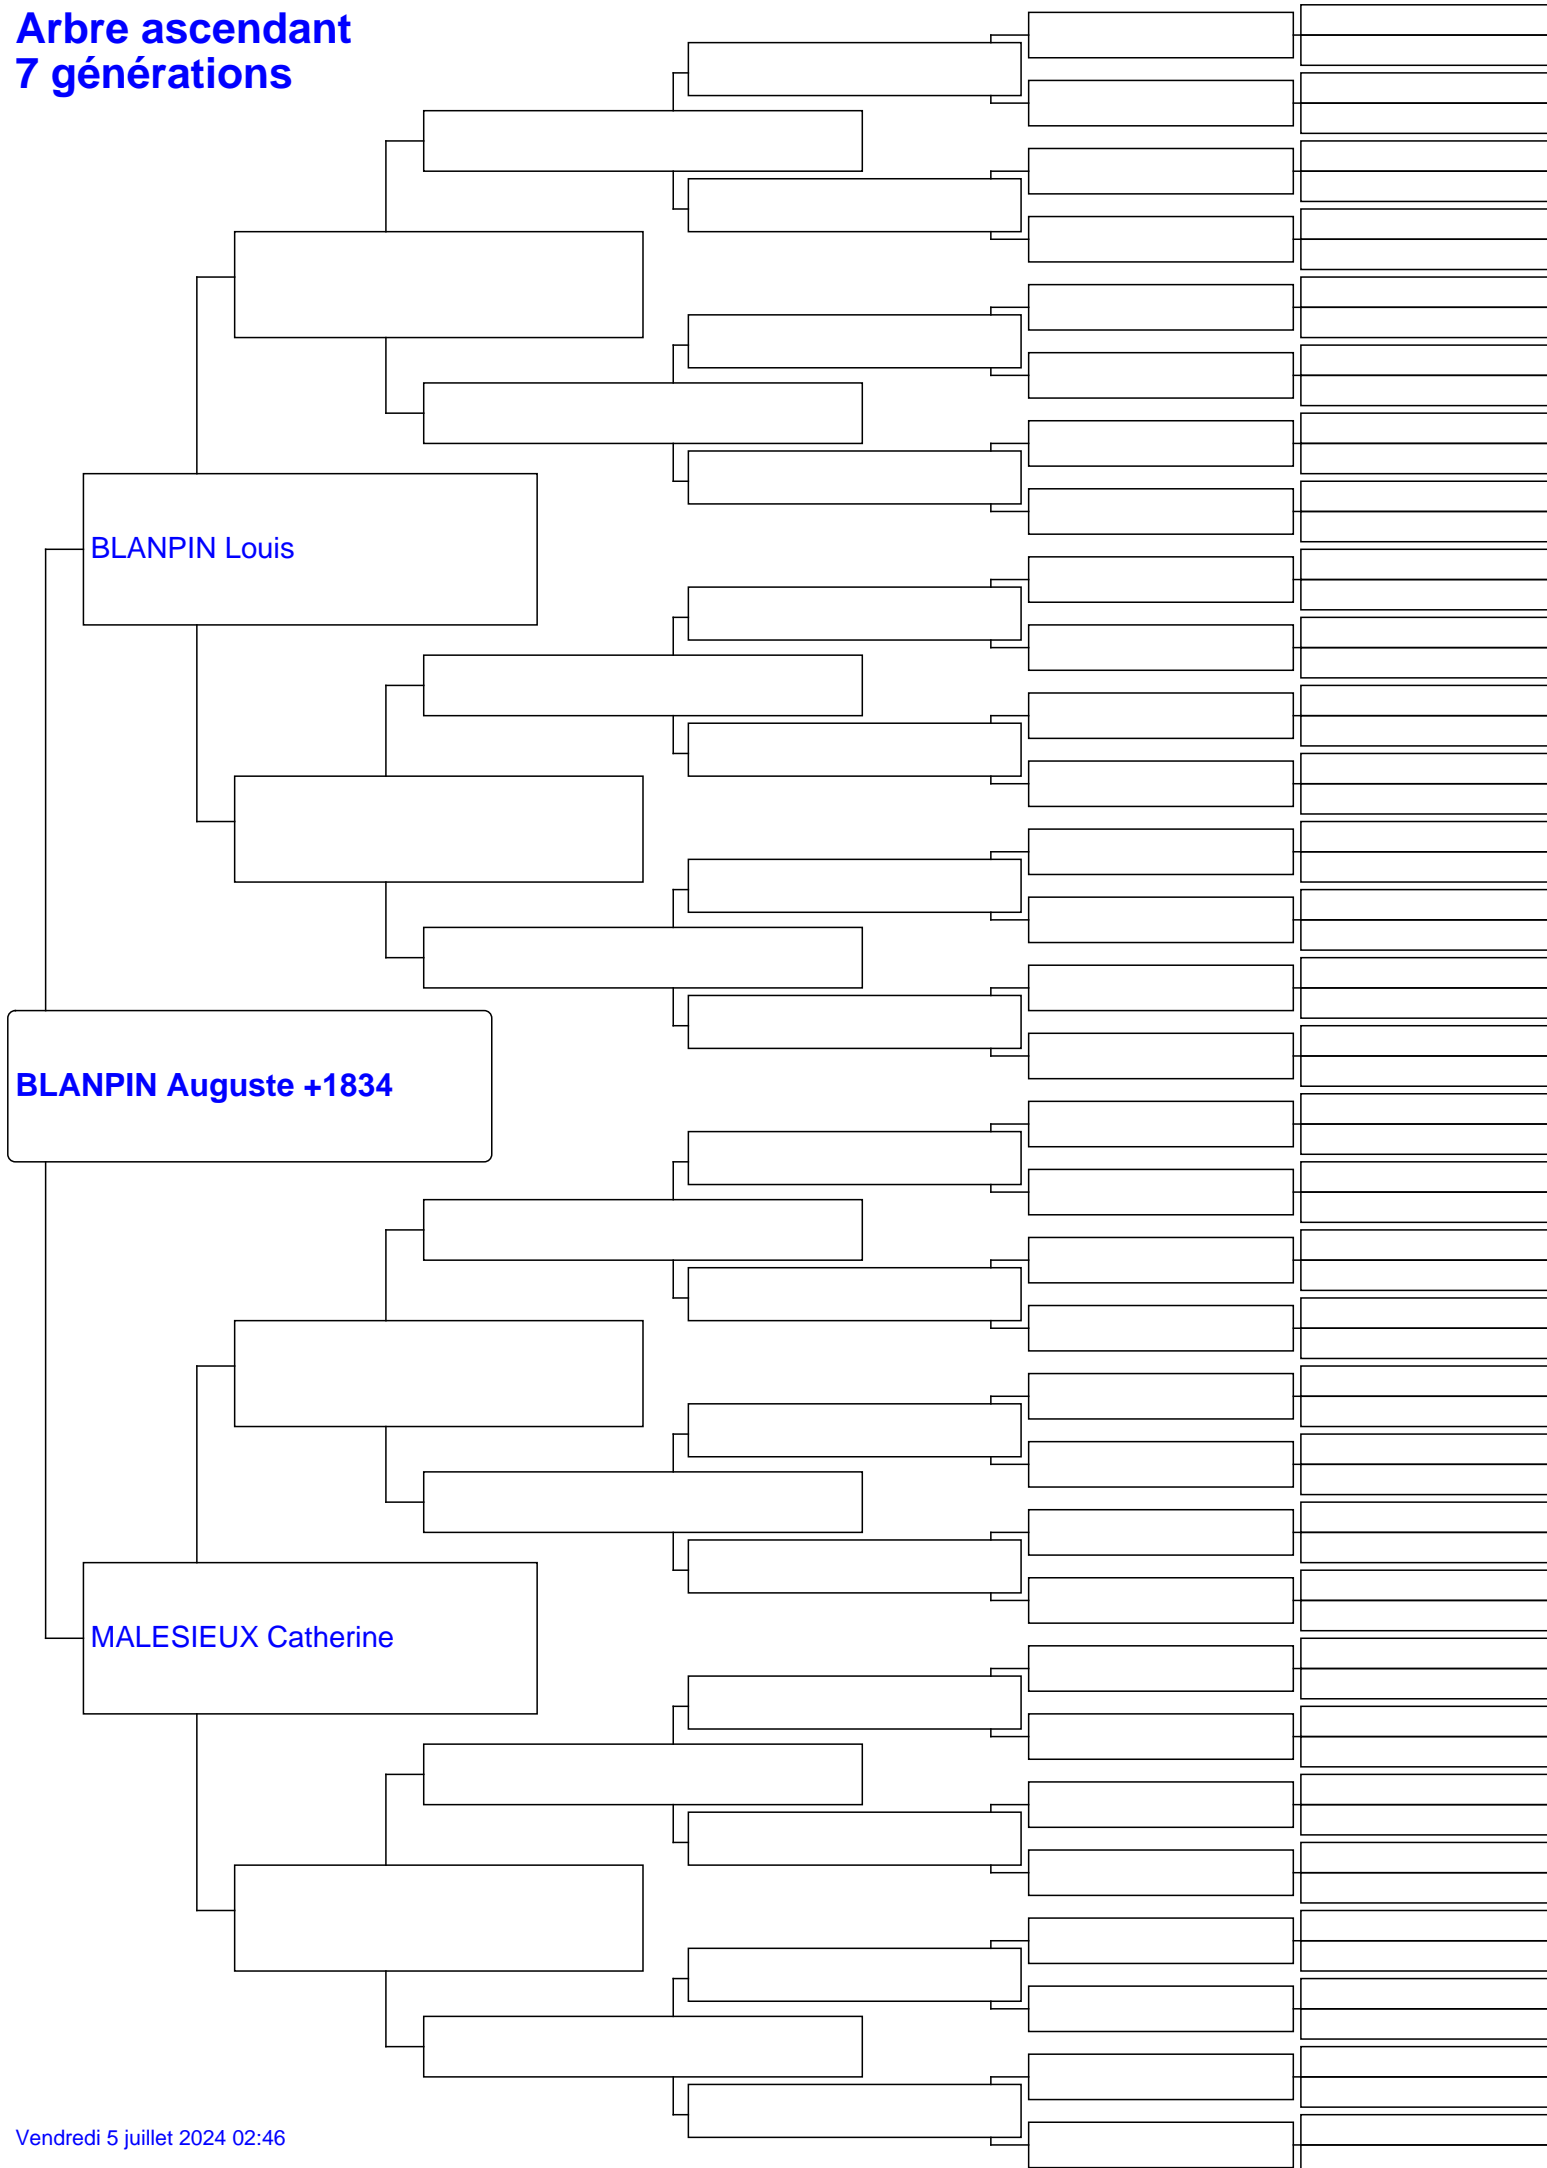 Arbre ascendant
7 générations
BLANPIN Louis
BLANPIN Auguste +1834
MALESIEUX Catherine
Vendredi 5 juillet 2024 02:46